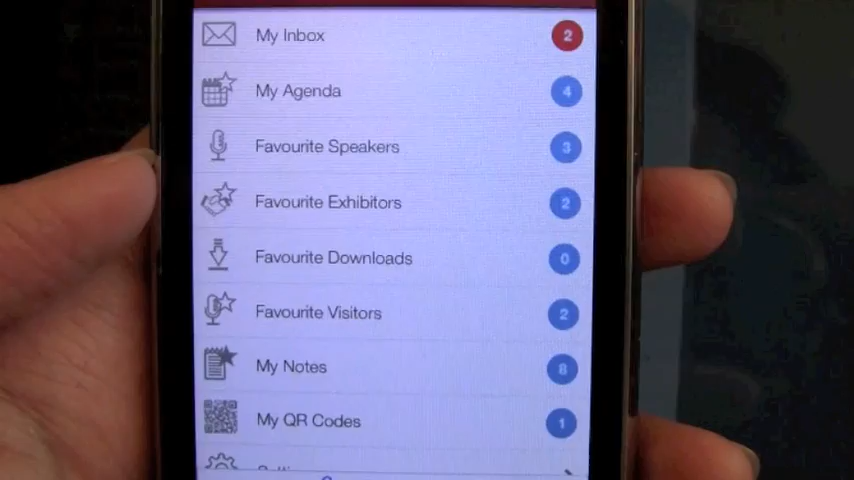 My Inbox 2
My Agenda 4
Favourite Speakers 3
Favourite Exhibitors 2
Favourite Downloads 0
Favourite Visitors 2
My Notes 8
My QR Codes 1